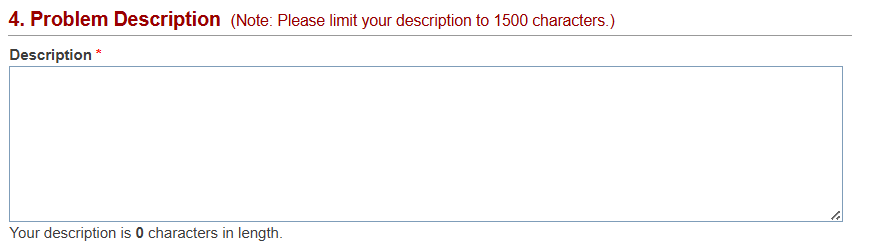 4. Problem Description (Note: Please limit your description to 1500 characters.)
Description *
Your description is 0 characters in length.